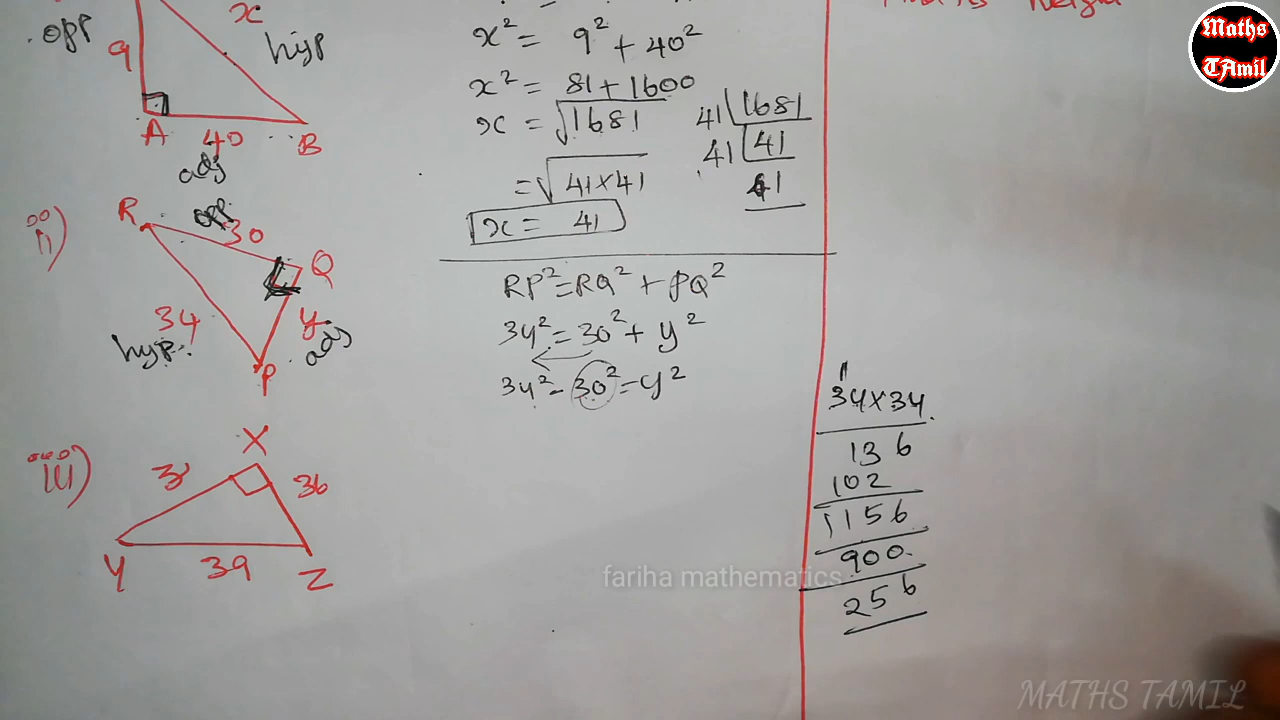 x
.opp
9
hyp
A
40
B
adj
x² = 9² + 40²
x² = 81 + 1600
x = √1681
= √41×41
x = 41
41 1681
41 41
41
ii)
R
opp
30
Q
34
hyp
y
adj
P
RP² = RQ² + PQ²
34² = 30² + y²
34² - 30² = y²
34×34
136
102
1156
900
256
iii)
X
36
Y
39
Z
Maths
TAmil
fariha mathematics
MATHS TAMIL